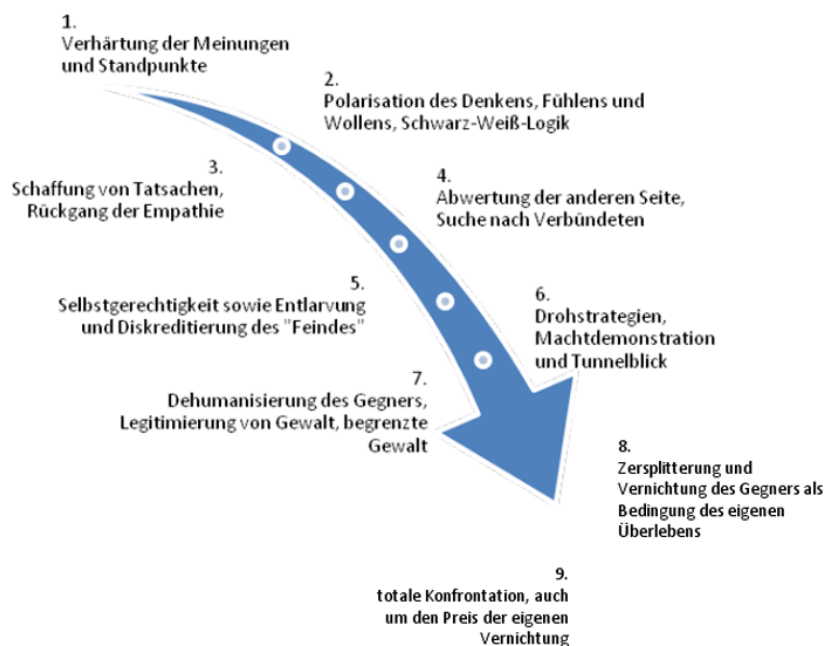 1.
Verhärtung der Meinungen
und Standpunkte
2.
Polarisation des Denkens, Fühlens und
Wollens, Schwarz-Weiß-Logik
3.
Schaffung von Tatsachen,
Rückgang der Empathie
4.
Abwertung der anderen Seite,
Suche nach Verbündeten
5.
Selbstgerechtigkeit sowie Entlarvung
und Diskreditierung des "Feindes"
6.
Drohstrategien,
Machtdemonstration
und Tunnelblick
7.
Dehumanisierung des Gegners,
Legitimierung von Gewalt, begrenzte
Gewalt
8.
Zersplitterung und
Vernichtung des Gegners als
Bedingung des eigenen
Überlebens
9.
totale Konfrontation, auch
um den Preis der eigenen
Vernichtung